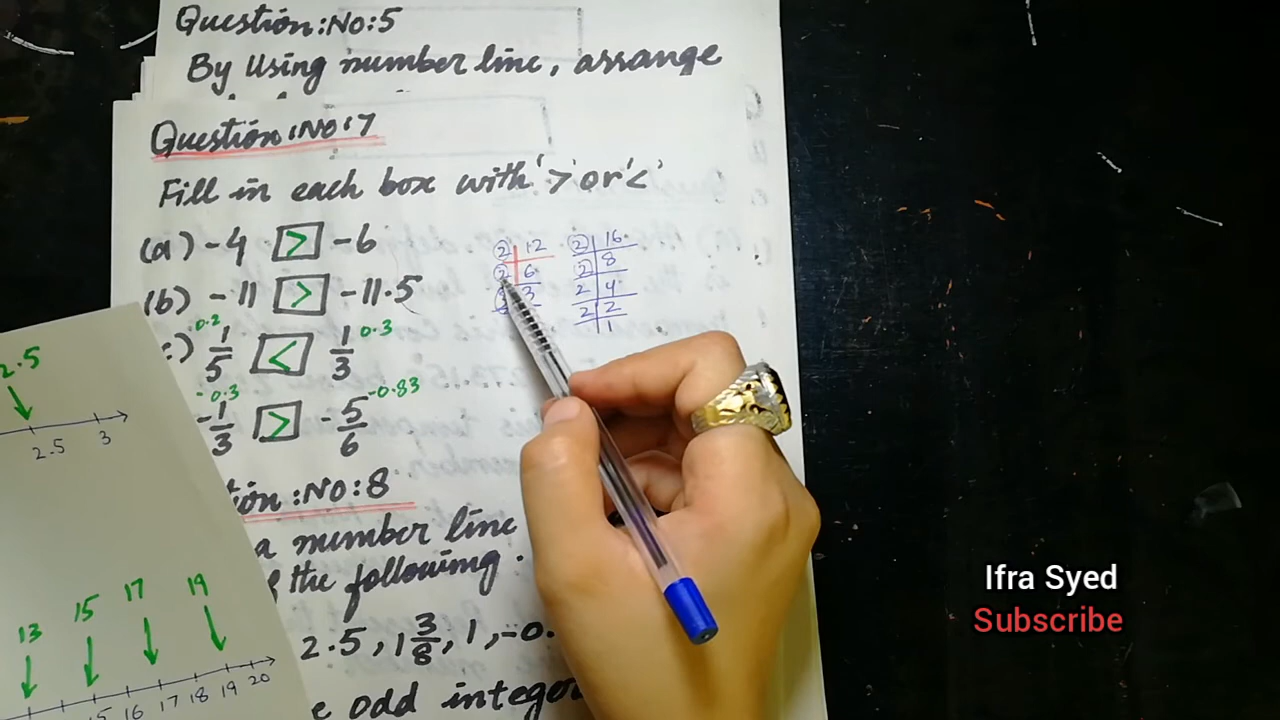 Question:No:5
By Using number line, arrange
Question:No:7
Fill in each box with '>' or '<'
(a) -4 > -6
(b) -11 > -11.5
0.2 0.3
c) 1/5 < 1/3
-0.3 -0.83
-1/3 > -5/6
2 12
2 6
3 3
2 16
2 8
2 4
2 2
1
tion:No:8
a number line
the following.
2.5, 1 3/8, 1, -0.
e odd integ
2.5
2.5 3
13 15 17 19
15 16 17 18 19 20
Ifra Syed
Subscribe